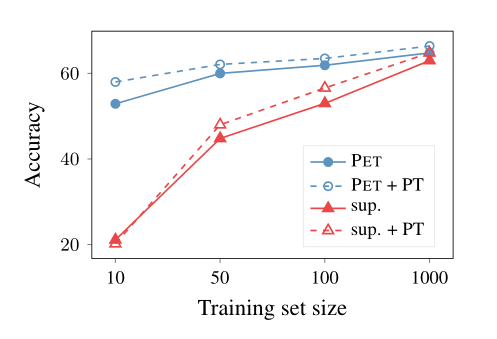 Accuracy
60
40
20
10 50 100 1000
Training set size
PET
PET + PT
sup.
sup. + PT